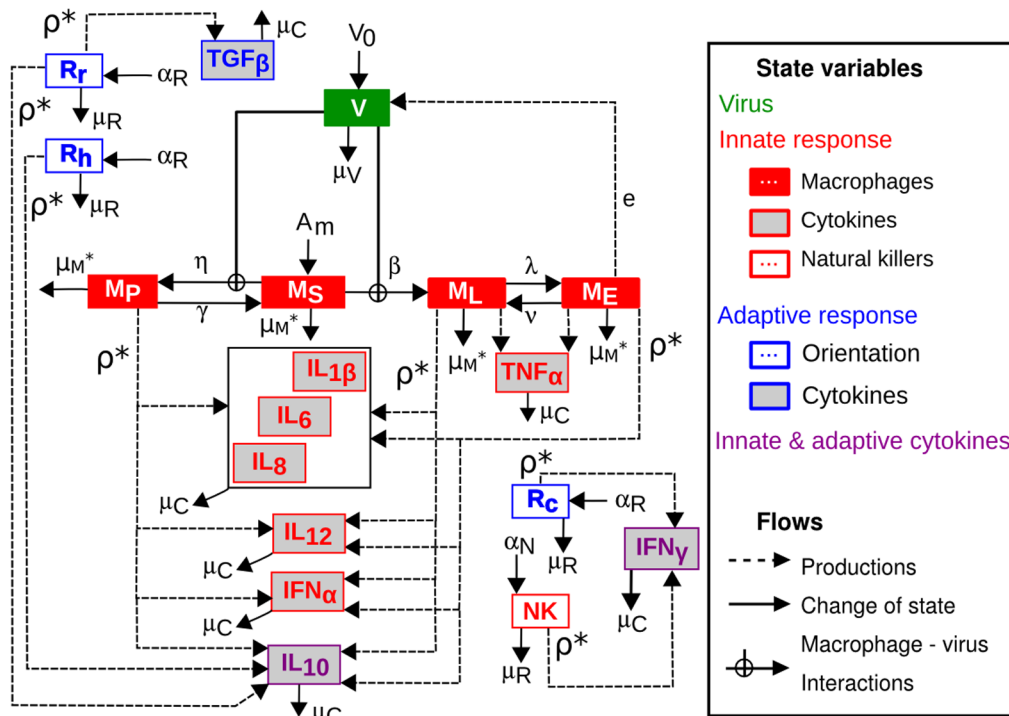 ρ*
μC
TGFβ
V0
Rr
αR
ρ*
μR
V
μV
Rh
αR
ρ*
μR
e
Am
μM*
MP
η
γ
MS
μM*
β
ML
λ
ν
ME
μM*
μM*
ρ*
ρ*
ρ*
IL1β
IL6
IL8
μC
TNFα
μC
ρ*
Rc
αR
μR
αN
IFNγ
μC
NK
ρ*
μR
IL12
μC
IFNα
μC
IL10
μC
State variables
Virus
Innate response
... Macrophages
Cytokines
... Natural killers
Adaptive response
... Orientation
Cytokines
Innate & adaptive cytokines
Flows
Productions
Change of state
Macrophage - virus
Interactions